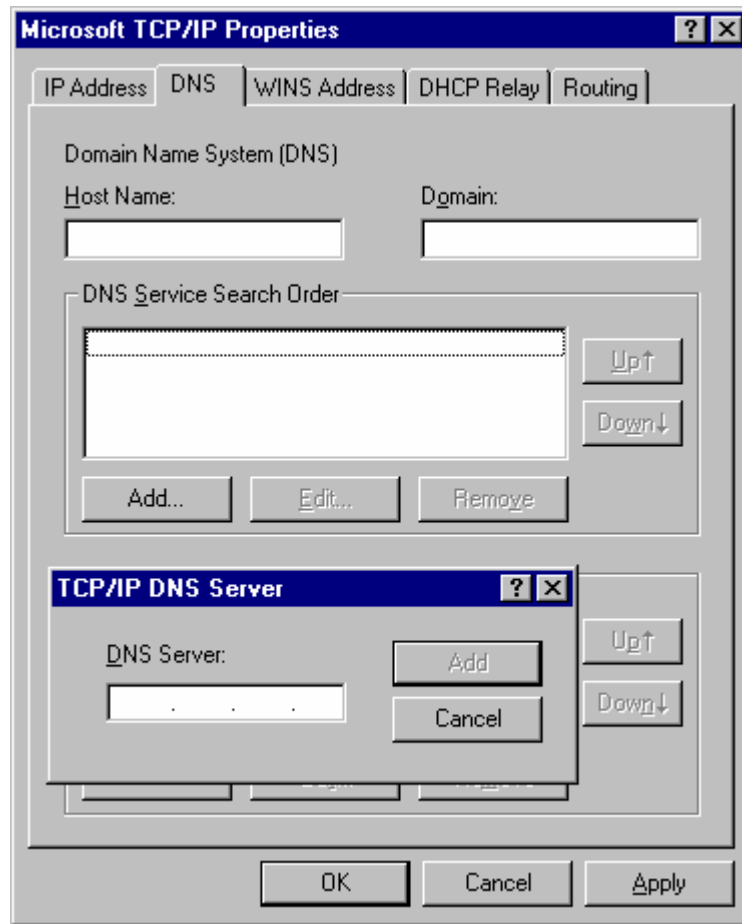 Microsoft TCP/IP Properties
IP Address DNS WINS Address DHCP Relay Routing
Domain Name System (DNS)
Host Name: Domain:
DNS Service Search Order
Up↑
Down↓
Add... Edit... Remove
TCP/IP DNS Server
DNS Server: Add
. . .
Cancel
Up↑
Down↓
OK Cancel Apply